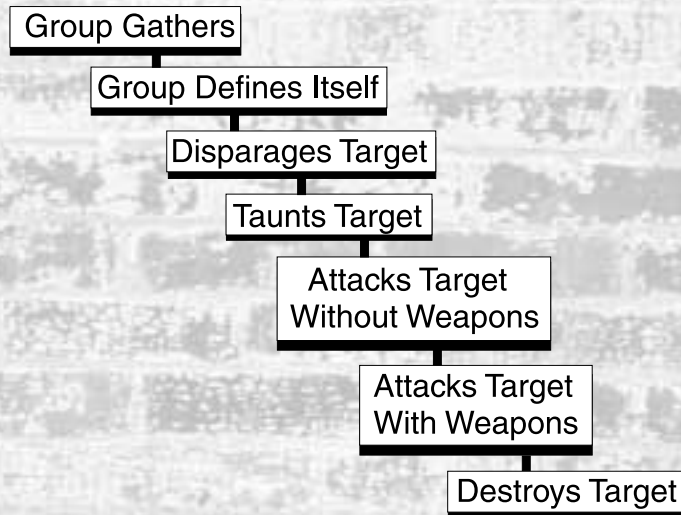 Group Gathers
Group Defines Itself
Disparages Target
Taunts Target
Attacks Target
Without Weapons
Attacks Target
With Weapons
Destroys Target